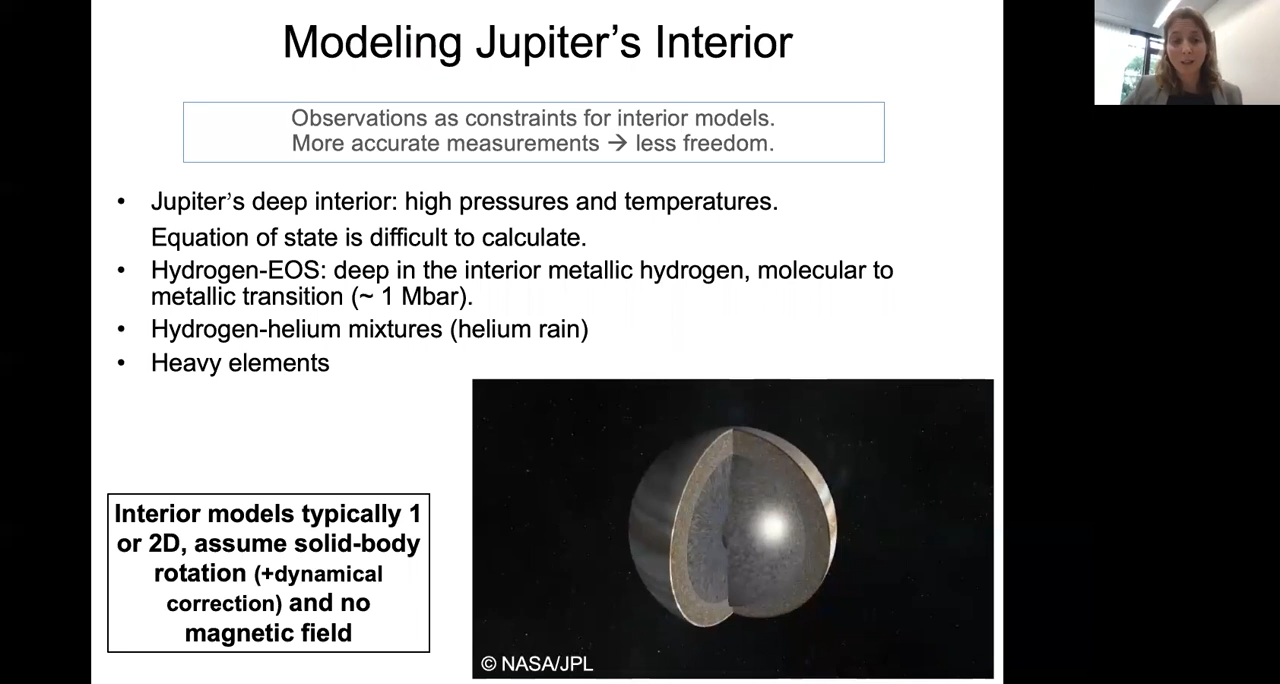 Modeling Jupiter’s Interior
Observations as constraints for interior models.
More accurate measurements → less freedom.
• Jupiter’s deep interior: high pressures and temperatures.
Equation of state is difficult to calculate.
• Hydrogen-EOS: deep in the interior metallic hydrogen, molecular to
metallic transition (~ 1 Mbar).
• Hydrogen-helium mixtures (helium rain)
• Heavy elements
Interior models typically 1
or 2D, assume solid-body
rotation (+dynamical
correction) and no
magnetic field
© NASA/JPL